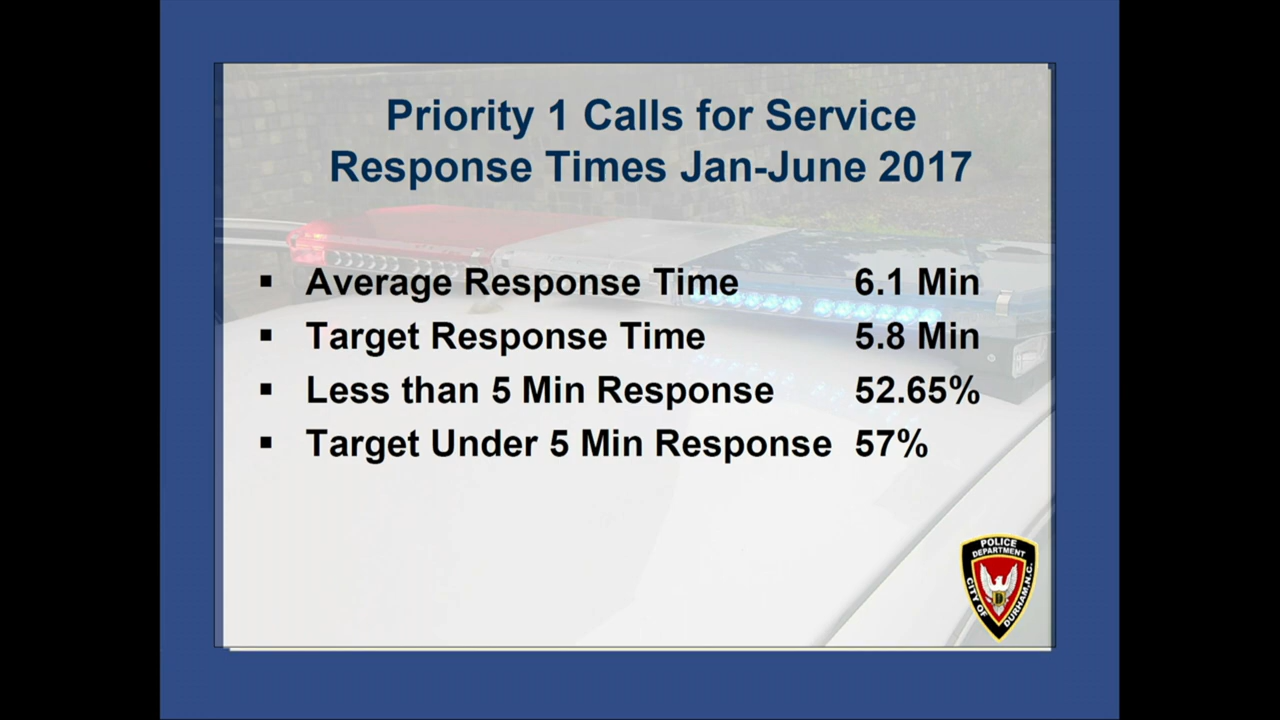 Priority 1 Calls for Service
Response Times Jan-June 2017
▪ Average Response Time 6.1 Min
▪ Target Response Time 5.8 Min
▪ Less than 5 Min Response 52.65%
▪ Target Under 5 Min Response 57%
POLICE
DEPARTMENT
CITY OF
DURHAM, N.C.
D